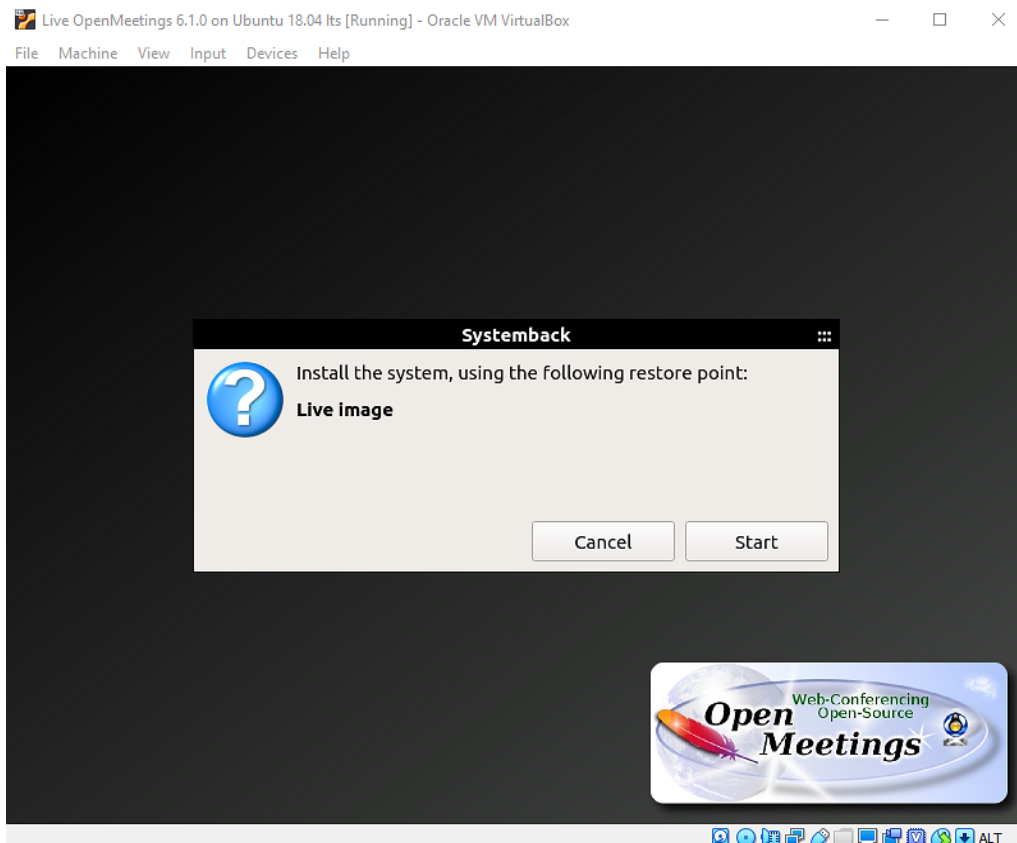 Live OpenMeetings 6.1.0 on Ubuntu 18.04 lts [Running] - Oracle VM VirtualBox
File Machine View Input Devices Help
Systemback
Install the system, using the following restore point:
Live image
Cancel Start
Web-Conferencing
Open-Source
Open
Meetings
ALT